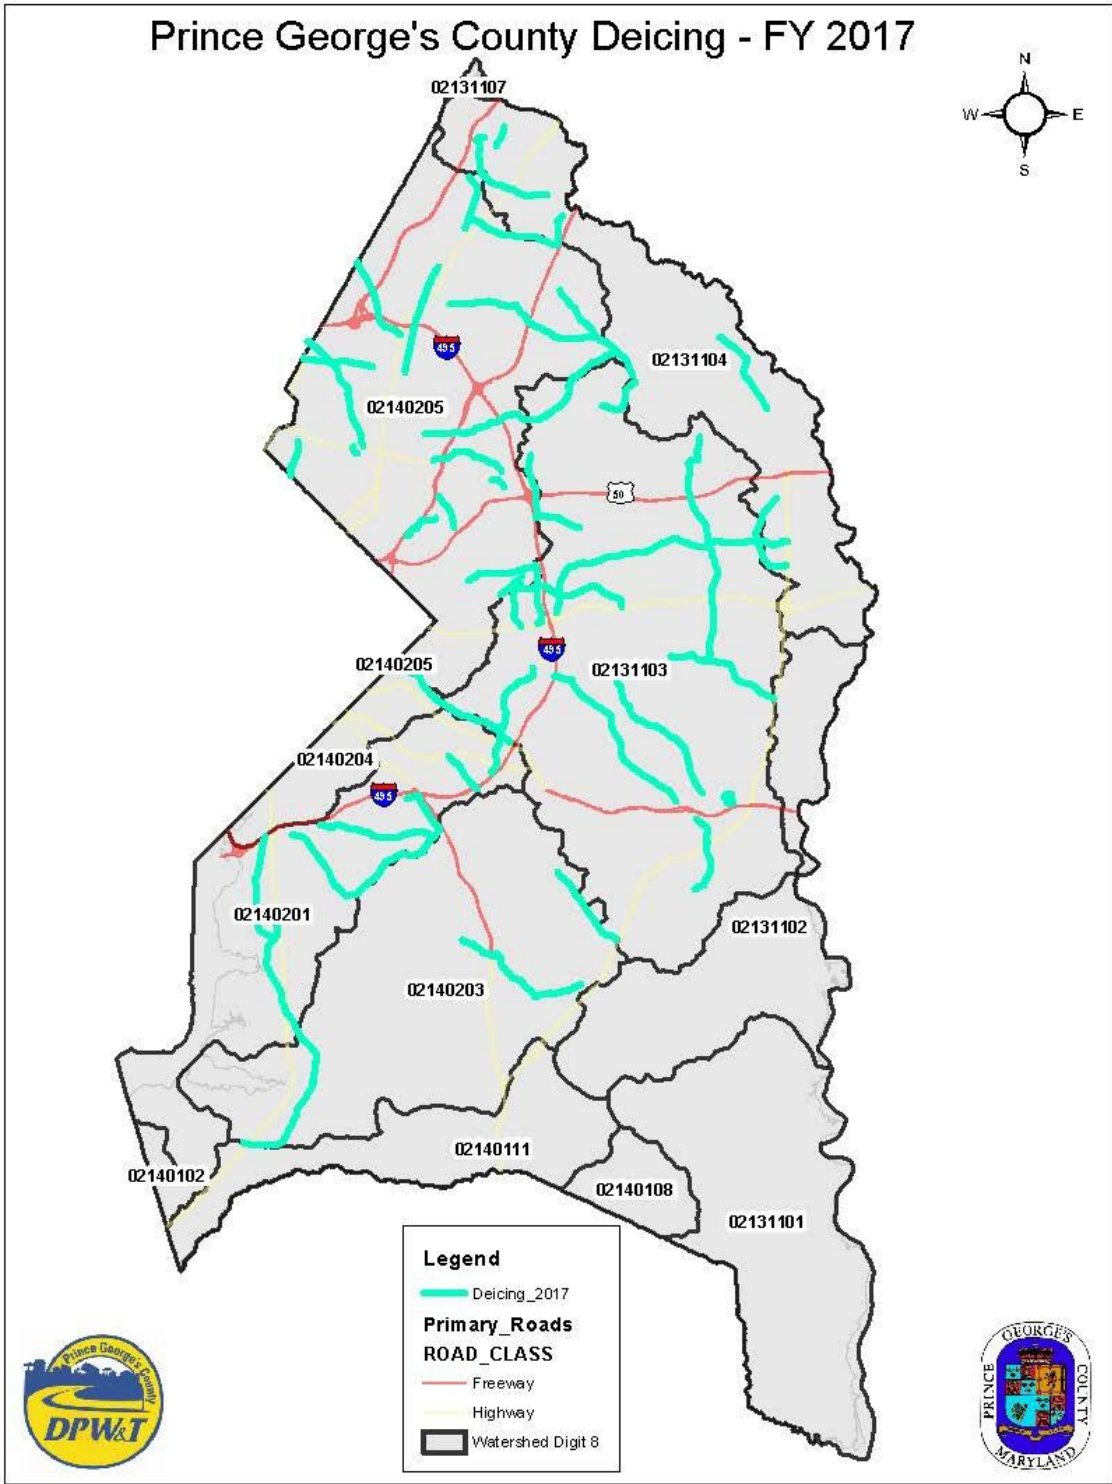 Prince George's County Deicing - FY 2017
N
W E
S
02131107
495
02131104
02140205
50
495
02140205
02131103
02140204
495
02140201
02131102
02140203
02140111
02140102
02140108
02131101
Legend
Deicing_2017
Primary_Roads
ROAD_CLASS
Freeway
Highway
Watershed Digit 8
Prince George's County
DPW&T
PRINCE GEORGE'S COUNTY
MARYLAND